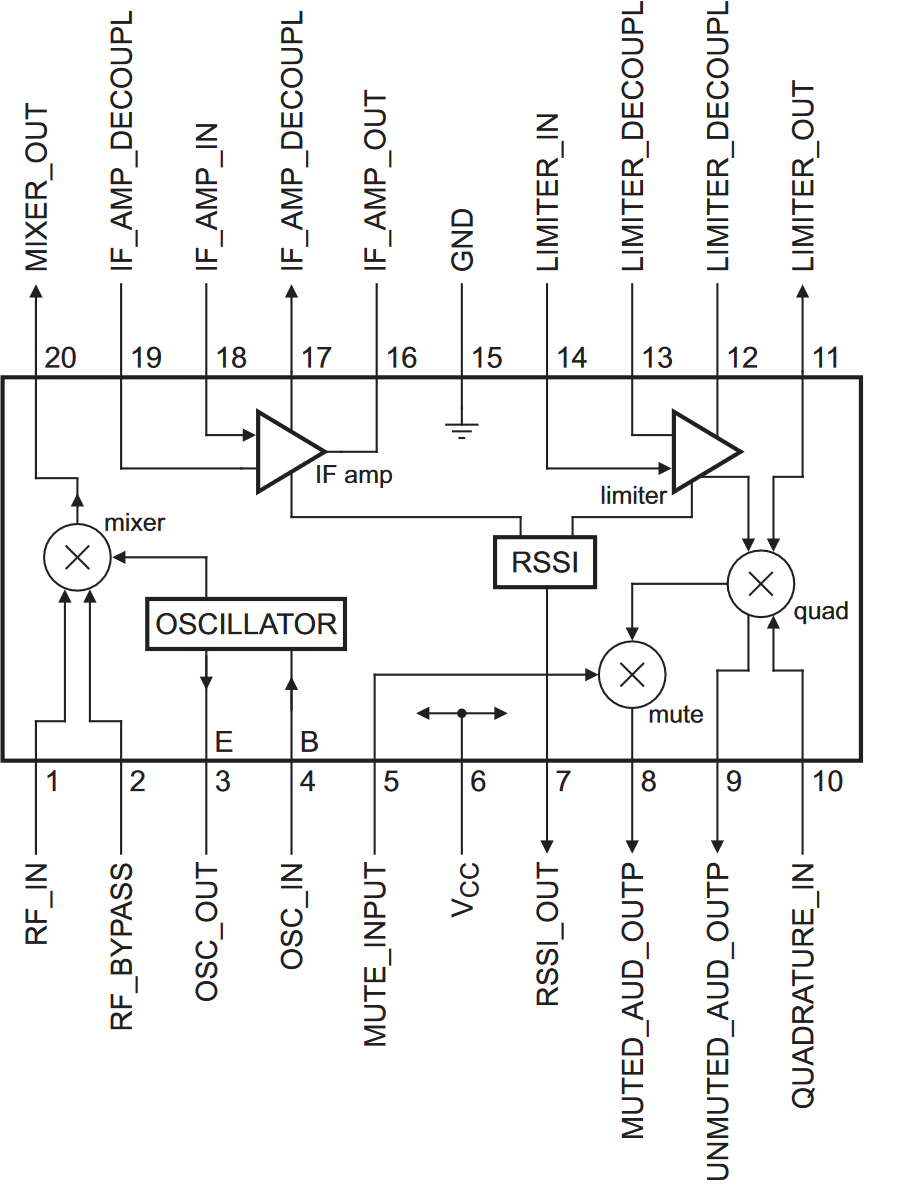 MIXER_OUT
IF_AMP_DECOUPL
IF_AMP_IN
IF_AMP_DECOUPL
IF_AMP_OUT
GND
LIMITER_IN
LIMITER_DECOUPL
LIMITER_DECOUPL
LIMITER_OUT
20 19 18 17 16 15 14 13 12 11
IF amp
limiter
mixer
RSSI
quad
OSCILLATOR
mute
E B
1 2 3 4 5 6 7 8 9 10
RF_IN
RF_BYPASS
OSC_OUT
OSC_IN
MUTE_INPUT
VCC
RSSI_OUT
MUTED_AUD_OUTP
UNMUTED_AUD_OUTP
QUADRATURE_IN